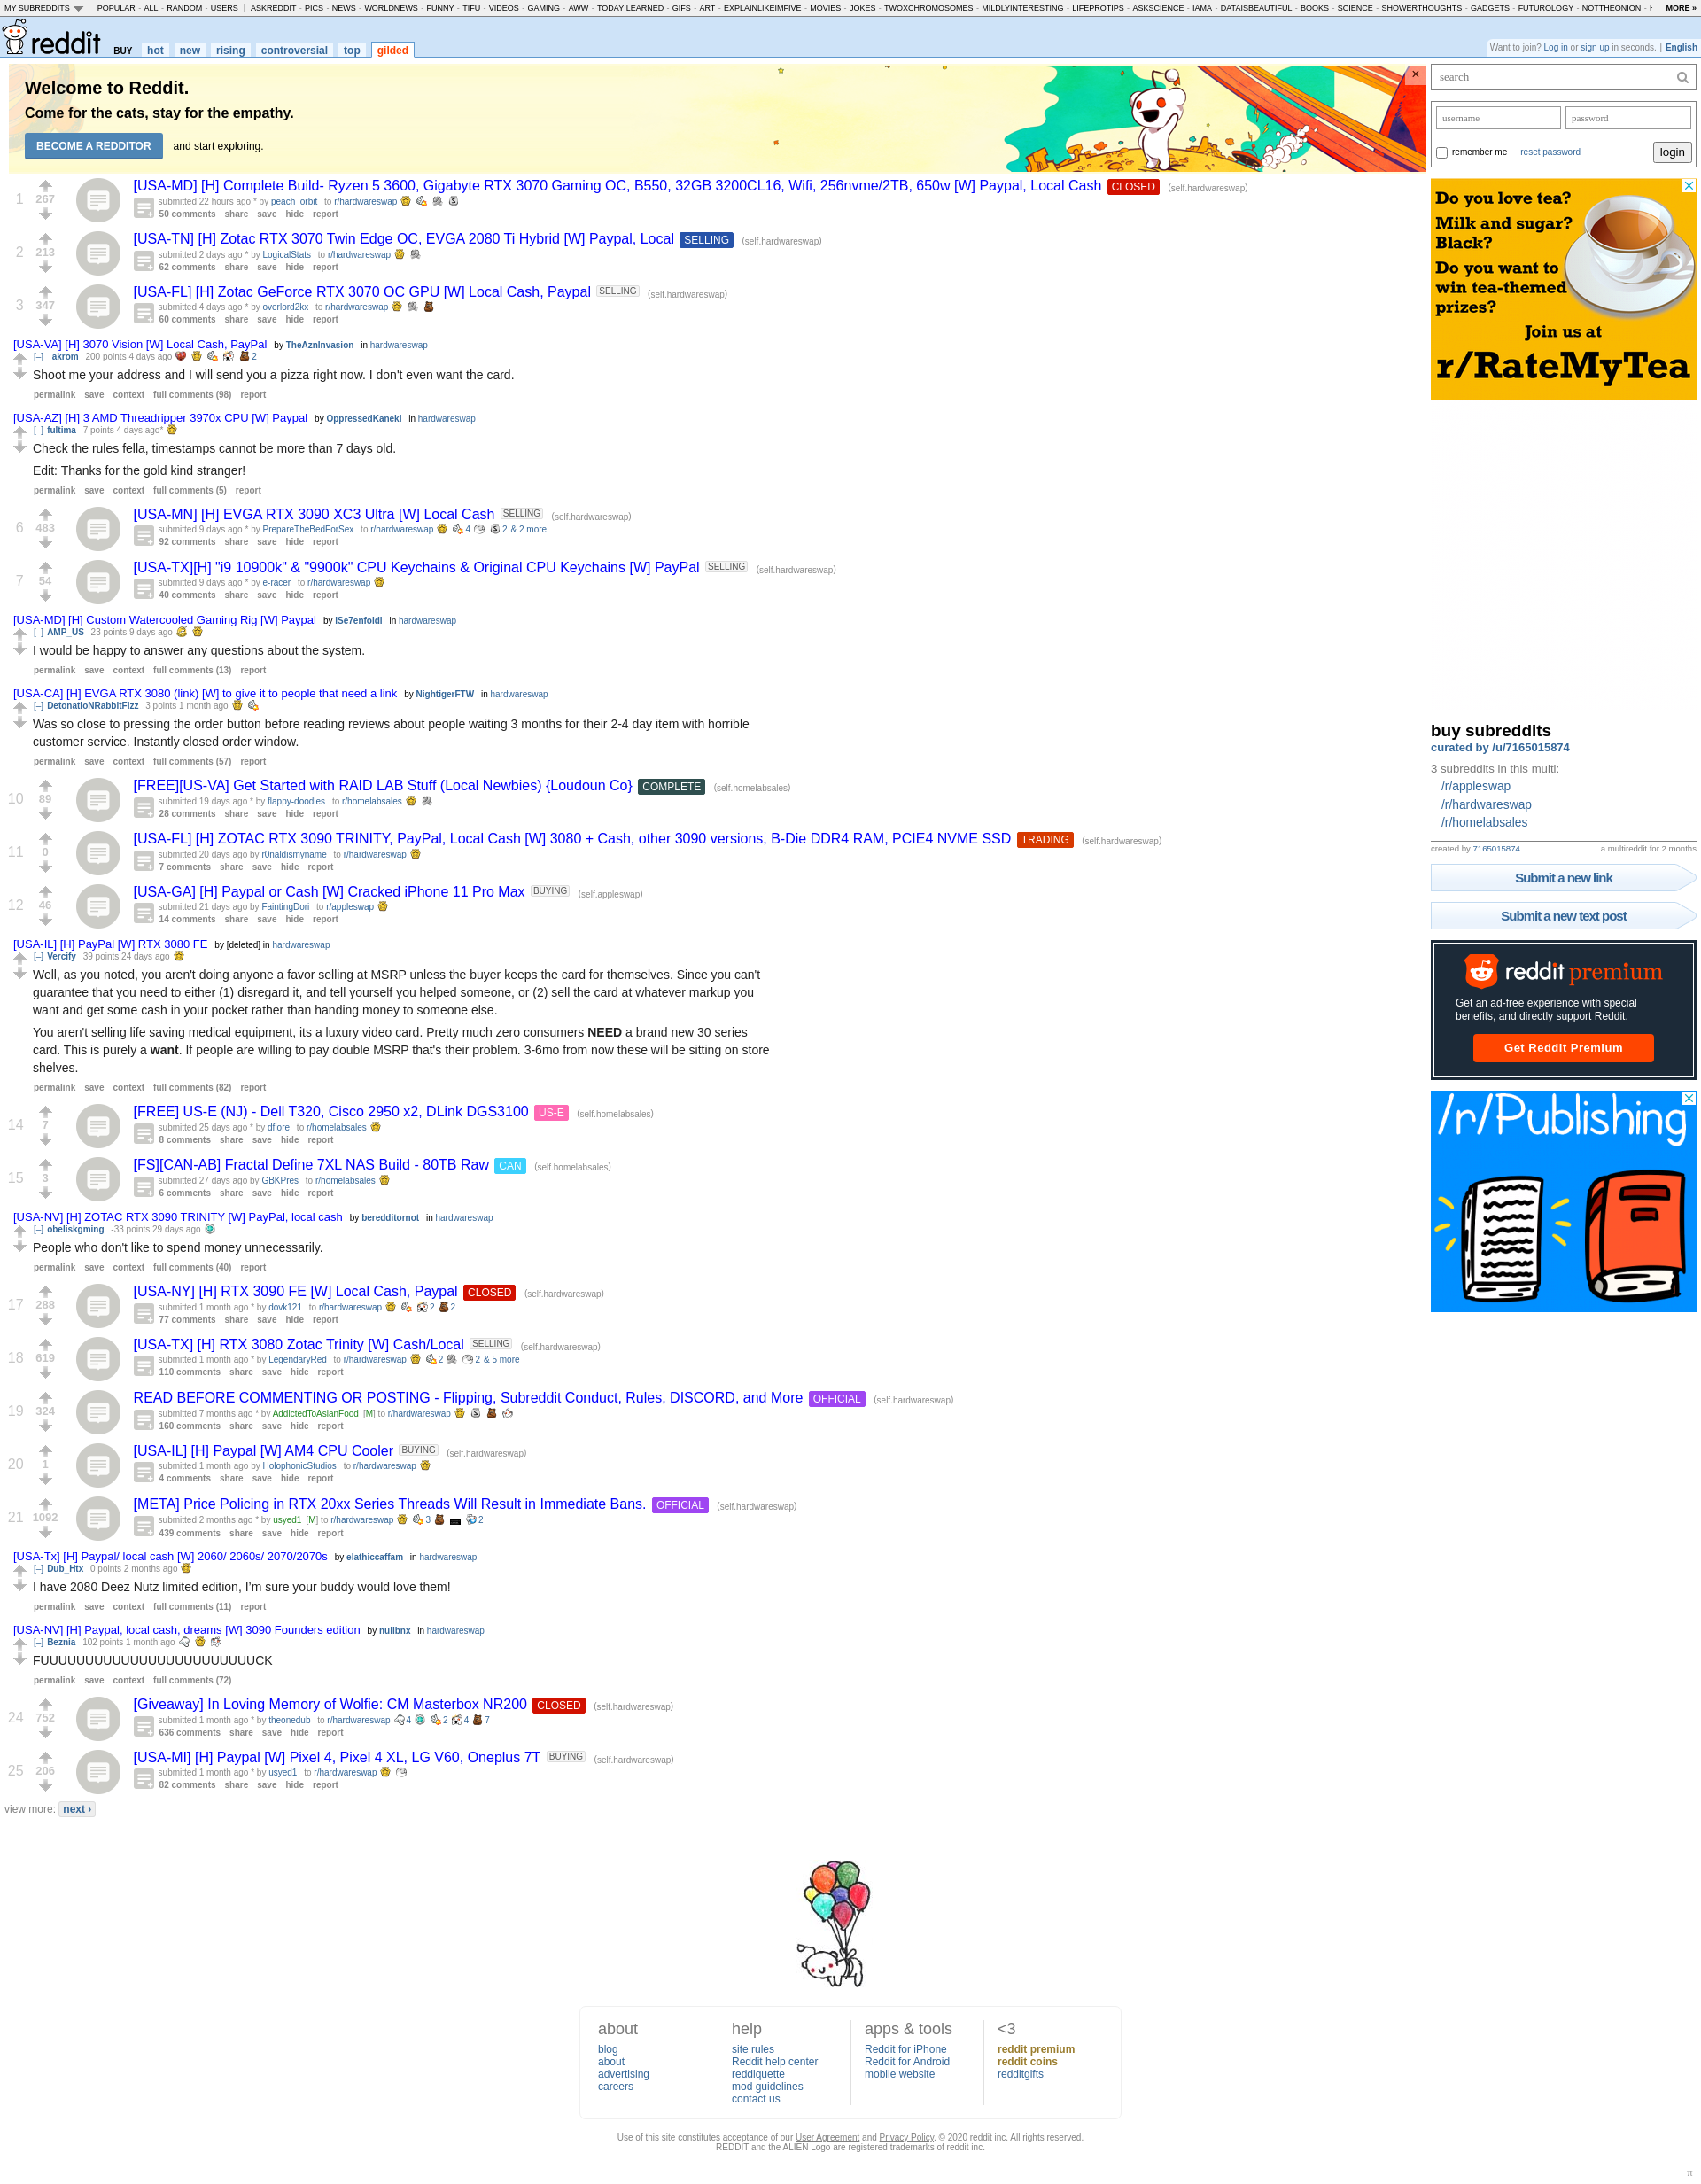 MY SUBREDDITS POPULAR - ALL - RANDOM - USERS | ASKREDDIT - PICS - NEWS - WORLDNEWS - FUNNY - TIFU - VIDEOS - GAMING - AWW - TODAYILEARNED - GIFS - ART - EXPLAINLIKEIMFIVE - MOVIES - JOKES - TWOXCHROMOSOMES - MILDLYINTERESTING - LIFEPROTIPS - ASKSCIENCE - IAMA - DATAISBEAUTIFUL - BOOKS - SCIENCE - SHOWERTHOUGHTS - GADGETS - FUTUROLOGY - NOTTHEONION - MORE »
reddit BUY hot new rising controversial top gilded
Want to join? Log in or sign up in seconds. | English
Welcome to Reddit.
Come for the cats, stay for the empathy.
BECOME A REDDITOR and start exploring.
×
search
username password
remember me reset password login
Do you love tea?
Milk and sugar?
Black?
Do you want to
win tea-themed
prizes?
Join us at
r/RateMyTea
1 267 [USA-MD] [H] Complete Build- Ryzen 5 3600, Gigabyte RTX 3070 Gaming OC, B550, 32GB 3200CL16, Wifi, 256nvme/2TB, 650w [W] Paypal, Local Cash CLOSED (self.hardwareswap)
submitted 22 hours ago * by peach_orbit to r/hardwareswap
50 comments share save hide report
2 213 [USA-TN] [H] Zotac RTX 3070 Twin Edge OC, EVGA 2080 Ti Hybrid [W] Paypal, Local SELLING (self.hardwareswap)
submitted 2 days ago * by LogicalStats to r/hardwareswap
62 comments share save hide report
3 347 [USA-FL] [H] Zotac GeForce RTX 3070 OC GPU [W] Local Cash, Paypal SELLING (self.hardwareswap)
submitted 4 days ago * by overlord2kx to r/hardwareswap
60 comments share save hide report
[USA-VA] [H] 3070 Vision [W] Local Cash, PayPal by TheAznInvasion in hardwareswap
[–] _akrom 200 points 4 days ago 2
Shoot me your address and I will send you a pizza right now. I don't even want the card.
permalink save context full comments (98) report
[USA-AZ] [H] 3 AMD Threadripper 3970x CPU [W] Paypal by OppressedKaneki in hardwareswap
[–] fultima 7 points 4 days ago*
Check the rules fella, timestamps cannot be more than 7 days old.
Edit: Thanks for the gold kind stranger!
permalink save context full comments (5) report
6 483 [USA-MN] [H] EVGA RTX 3090 XC3 Ultra [W] Local Cash SELLING (self.hardwareswap)
submitted 9 days ago * by PrepareTheBedForSex to r/hardwareswap 4 2 & 2 more
92 comments share save hide report
7 54 [USA-TX][H] "i9 10900k" & "9900k" CPU Keychains & Original CPU Keychains [W] PayPal SELLING (self.hardwareswap)
submitted 9 days ago * by e-racer to r/hardwareswap
40 comments share save hide report
[USA-MD] [H] Custom Watercooled Gaming Rig [W] Paypal by iSe7enfoldi in hardwareswap
[–] AMP_US 23 points 9 days ago
I would be happy to answer any questions about the system.
permalink save context full comments (13) report
[USA-CA] [H] EVGA RTX 3080 (link) [W] to give it to people that need a link by NightigerFTW in hardwareswap
[–] DetonatioNRabbitFizz 3 points 1 month ago
Was so close to pressing the order button before reading reviews about people waiting 3 months for their 2-4 day item with horrible
customer service. Instantly closed order window.
permalink save context full comments (57) report
10 89 [FREE][US-VA] Get Started with RAID LAB Stuff (Local Newbies) {Loudoun Co} COMPLETE (self.homelabsales)
submitted 19 days ago * by flappy-doodles to r/homelabsales
28 comments share save hide report
11 0 [USA-FL] [H] ZOTAC RTX 3090 TRINITY, PayPal, Local Cash [W] 3080 + Cash, other 3090 versions, B-Die DDR4 RAM, PCIE4 NVME SSD TRADING (self.hardwareswap)
submitted 20 days ago by r0naldismyname to r/hardwareswap
7 comments share save hide report
12 46 [USA-GA] [H] Paypal or Cash [W] Cracked iPhone 11 Pro Max BUYING (self.appleswap)
submitted 21 days ago by FaintingDori to r/appleswap
14 comments share save hide report
[USA-IL] [H] PayPal [W] RTX 3080 FE by [deleted] in hardwareswap
[–] Vercify 39 points 24 days ago
Well, as you noted, you aren't doing anyone a favor selling at MSRP unless the buyer keeps the card for themselves. Since you can't
guarantee that you need to either (1) disregard it, and tell yourself you helped someone, or (2) sell the card at whatever markup you
want and get some cash in your pocket rather than handing money to someone else.
You aren't selling life saving medical equipment, its a luxury video card. Pretty much zero consumers NEED a brand new 30 series
card. This is purely a want. If people are willing to pay double MSRP that's their problem. 3-6mo from now these will be sitting on store
shelves.
permalink save context full comments (82) report
14 7 [FREE] US-E (NJ) - Dell T320, Cisco 2950 x2, DLink DGS3100 US-E (self.homelabsales)
submitted 25 days ago * by dfiore to r/homelabsales
8 comments share save hide report
15 3 [FS][CAN-AB] Fractal Define 7XL NAS Build - 80TB Raw CAN (self.homelabsales)
submitted 27 days ago by GBKPres to r/homelabsales
6 comments share save hide report
[USA-NV] [H] ZOTAC RTX 3090 TRINITY [W] PayPal, local cash by beredditornot in hardwareswap
[–] obeliskgming -33 points 29 days ago
People who don't like to spend money unnecessarily.
permalink save context full comments (40) report
17 288 [USA-NY] [H] RTX 3090 FE [W] Local Cash, Paypal CLOSED (self.hardwareswap)
submitted 1 month ago * by dovk121 to r/hardwareswap 2 2
77 comments share save hide report
18 619 [USA-TX] [H] RTX 3080 Zotac Trinity [W] Cash/Local SELLING (self.hardwareswap)
submitted 1 month ago * by LegendaryRed to r/hardwareswap 2 2 & 5 more
110 comments share save hide report
19 324 READ BEFORE COMMENTING OR POSTING - Flipping, Subreddit Conduct, Rules, DISCORD, and More OFFICIAL (self.hardwareswap)
submitted 7 months ago * by AddictedToAsianFood [M] to r/hardwareswap
160 comments share save hide report
20 1 [USA-IL] [H] Paypal [W] AM4 CPU Cooler BUYING (self.hardwareswap)
submitted 1 month ago by HolophonicStudios to r/hardwareswap
4 comments share save hide report
21 1092 [META] Price Policing in RTX 20xx Series Threads Will Result in Immediate Bans. OFFICIAL (self.hardwareswap)
submitted 2 months ago * by usyed1 [M] to r/hardwareswap 3 2
439 comments share save hide report
[USA-Tx] [H] Paypal/ local cash [W] 2060/ 2060s/ 2070/2070s by elathiccaffam in hardwareswap
[–] Dub_Htx 0 points 2 months ago
I have 2080 Deez Nutz limited edition, I’m sure your buddy would love them!
permalink save context full comments (11) report
[USA-NV] [H] Paypal, local cash, dreams [W] 3090 Founders edition by nullbnx in hardwareswap
[–] Beznia 102 points 1 month ago
FUUUUUUUUUUUUUUUUUUUUUUUUCK
permalink save context full comments (72)
24 752 [Giveaway] In Loving Memory of Wolfie: CM Masterbox NR200 CLOSED (self.hardwareswap)
submitted 1 month ago * by theonedub to r/hardwareswap 4 2 4 7
636 comments share save hide report
25 206 [USA-MI] [H] Paypal [W] Pixel 4, Pixel 4 XL, LG V60, Oneplus 7T BUYING (self.hardwareswap)
submitted 1 month ago * by usyed1 to r/hardwareswap
82 comments share save hide report
view more: next ›
buy subreddits
curated by /u/7165015874
3 subreddits in this multi:
/r/appleswap
/r/hardwareswap
/r/homelabsales
created by 7165015874 a multireddit for 2 months
Submit a new link
Submit a new text post
reddit premium
Get an ad-free experience with special
benefits, and directly support Reddit.
Get Reddit Premium
/r/Publishing
about
blog
about
advertising
careers
help
site rules
Reddit help center
reddiquette
mod guidelines
contact us
apps & tools
Reddit for iPhone
Reddit for Android
mobile website
<3
reddit premium
reddit coins
redditgifts
Use of this site constitutes acceptance of our User Agreement and Privacy Policy. © 2020 reddit inc. All rights reserved.
REDDIT and the ALIEN Logo are registered trademarks of reddit inc.
π